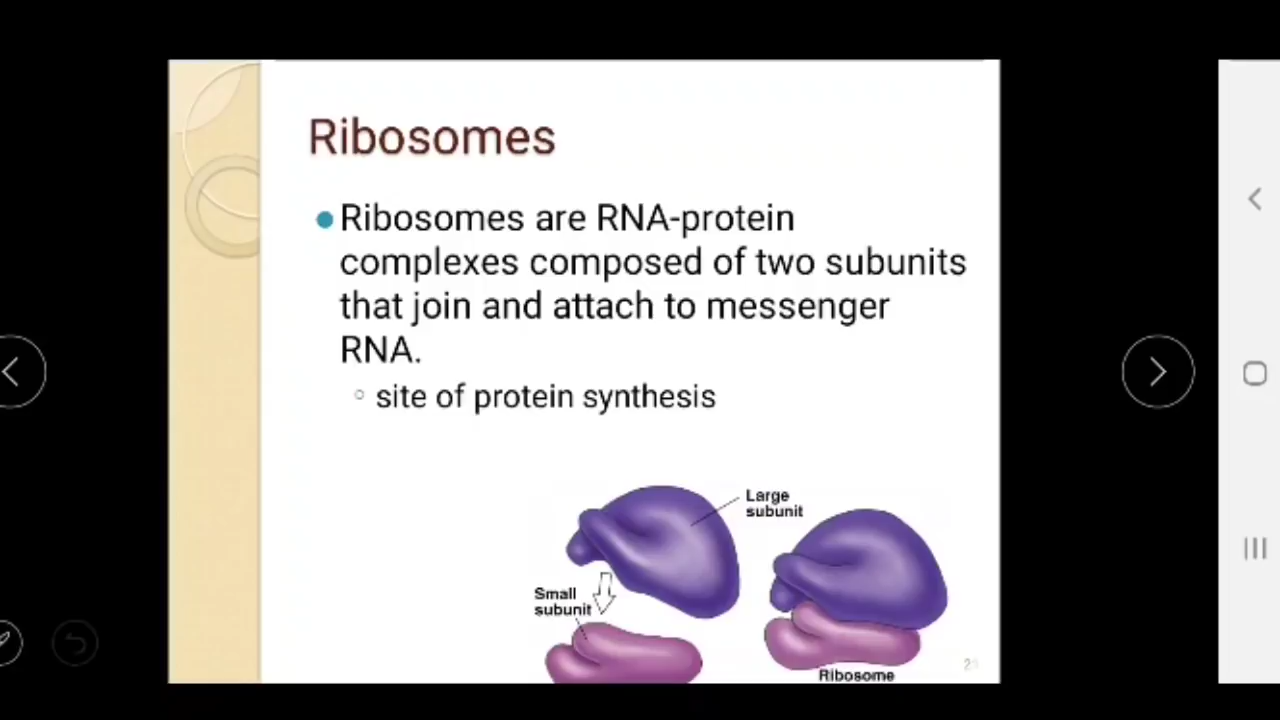 Ribosomes
Ribosomes are RNA-protein
complexes composed of two subunits
that join and attach to messenger
RNA.
site of protein synthesis
Large
subunit
Small
subunit
Ribosome